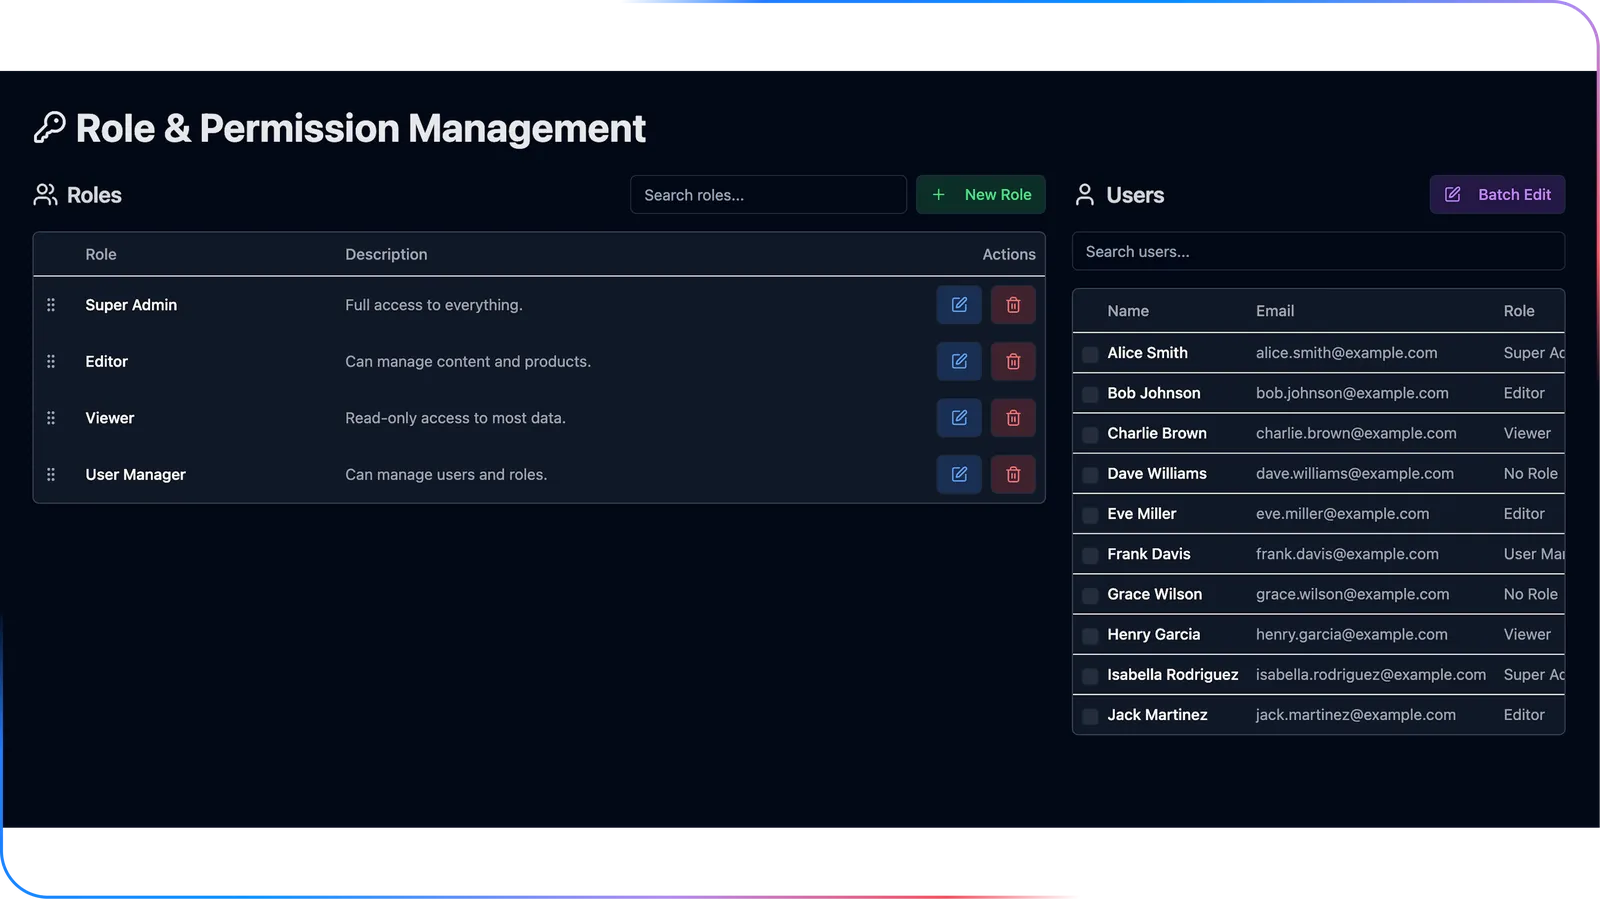 Role & Permission Management
Roles
Search roles...
+ New Role
Role Description Actions
Super Admin Full access to everything.
Editor Can manage content and products.
Viewer Read-only access to most data.
User Manager Can manage users and roles.
Users
Batch Edit
Search users...
Name Email Role
Alice Smith alice.smith@example.com Super Ad
Bob Johnson bob.johnson@example.com Editor
Charlie Brown charlie.brown@example.com Viewer
Dave Williams dave.williams@example.com No Role
Eve Miller eve.miller@example.com Editor
Frank Davis frank.davis@example.com User Man
Grace Wilson grace.wilson@example.com No Role
Henry Garcia henry.garcia@example.com Viewer
Isabella Rodriguez isabella.rodriguez@example.com Super Ad
Jack Martinez jack.martinez@example.com Editor